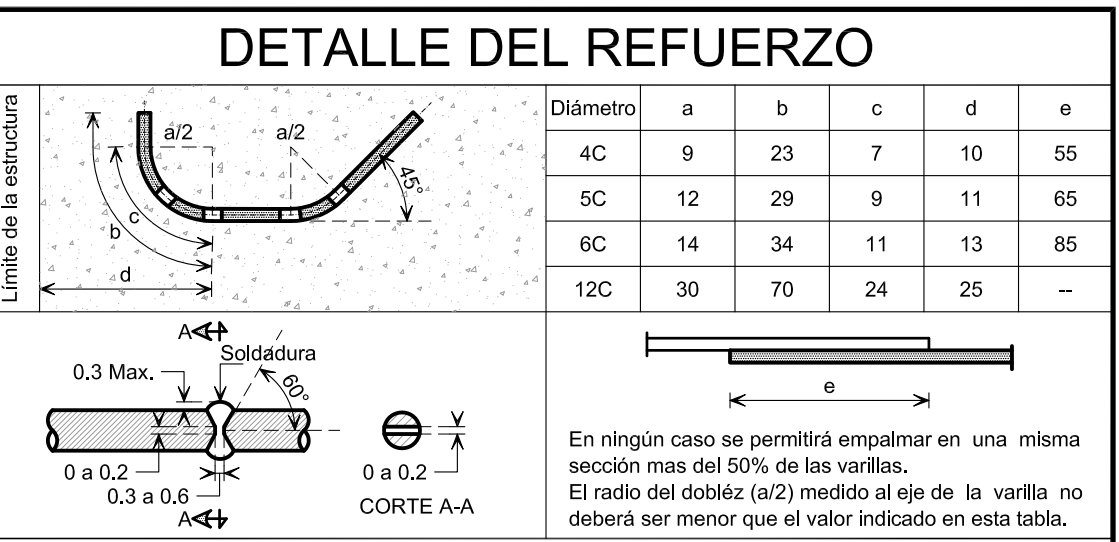 DETALLE DEL REFUERZO
Límite de la estructura
a/2
a/2
45°
c
b
d
Diámetro a b c d e
4C 9 23 7 10 55
5C 12 29 9 11 65
6C 14 34 11 13 85
12C 30 70 24 25 --
A
Soldadura
0.3 Max.
60°
0 a 0.2
0.3 a 0.6
A
0 a 0.2
CORTE A-A
e
En ningún caso se permitirá empalmar en una misma
sección mas del 50% de las varillas.
El radio del dobléz (a/2) medido al eje de la varilla no
deberá ser menor que el valor indicado en esta tabla.